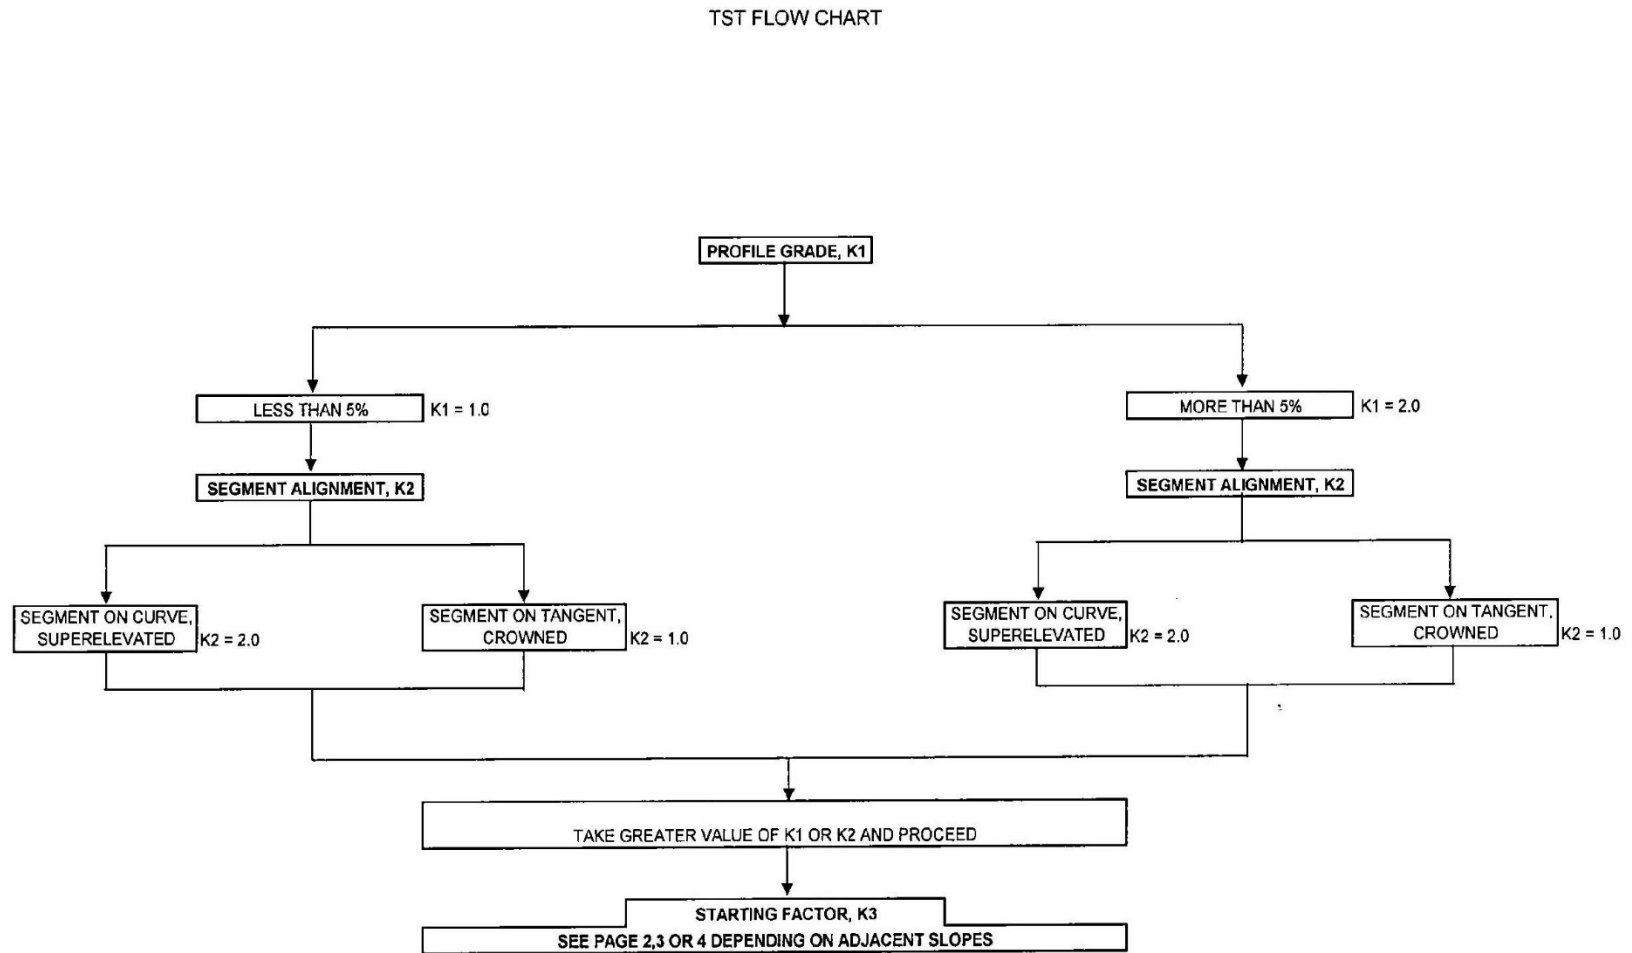 TST FLOW CHART
PROFILE GRADE, K1
LESS THAN 5%
K1 = 1.0
MORE THAN 5%
K1 = 2.0
SEGMENT ALIGNMENT, K2
SEGMENT ALIGNMENT, K2
SEGMENT ON CURVE,
SUPERELEVATED
K2 = 2.0
SEGMENT ON TANGENT,
CROWNED
K2 = 1.0
SEGMENT ON CURVE,
SUPERELEVATED
K2 = 2.0
SEGMENT ON TANGENT,
CROWNED
K2 = 1.0
TAKE GREATER VALUE OF K1 OR K2 AND PROCEED
STARTING FACTOR, K3
SEE PAGE 2,3 OR 4 DEPENDING ON ADJACENT SLOPES